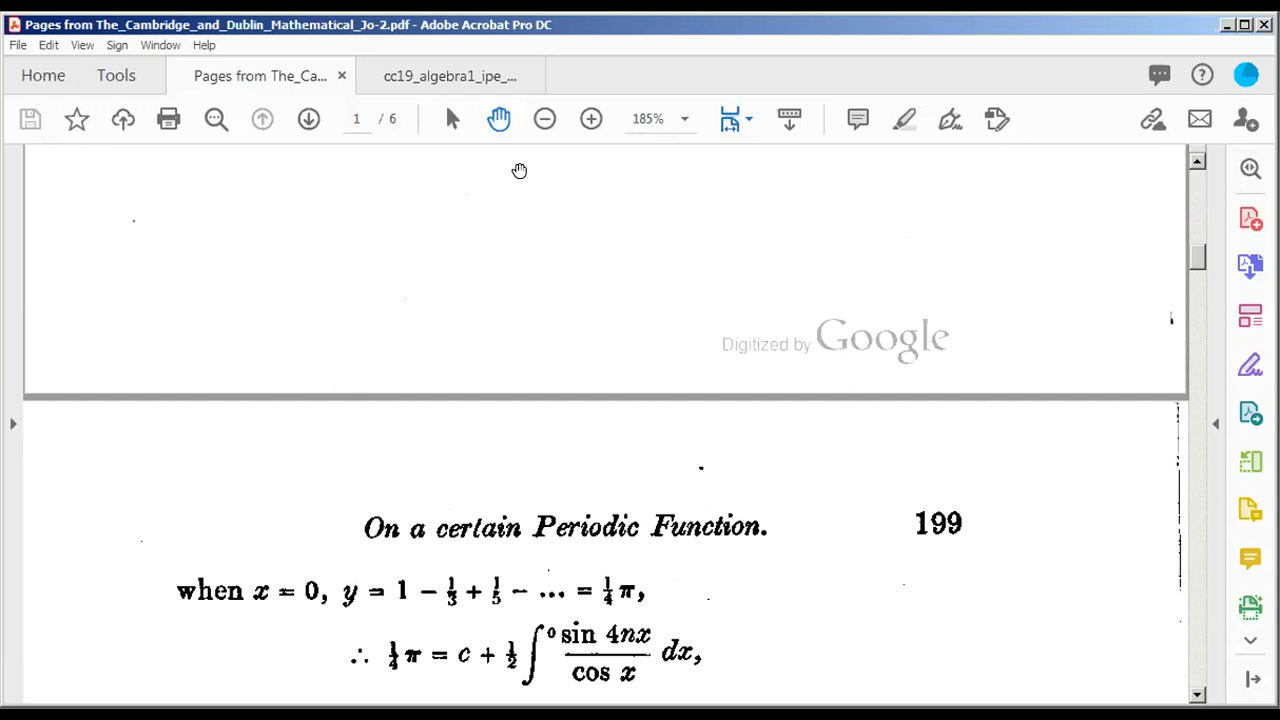 Pages from The_Cambridge_and_Dublin_Mathematical_Jo-2.pdf - Adobe Acrobat Pro DC
File Edit View Sign Window Help
Home Tools Pages from The_Ca... × cc19_algebra1_ipe_...
1 / 6 185%
Digitized by Google
On a certain Periodic Function. 199
when x = 0, y = 1 − ⅓ + ⅕ − ... = ¼ π,
∴ ¼ π = c + ½ ∫⁰ sin 4nx / cos x dx,